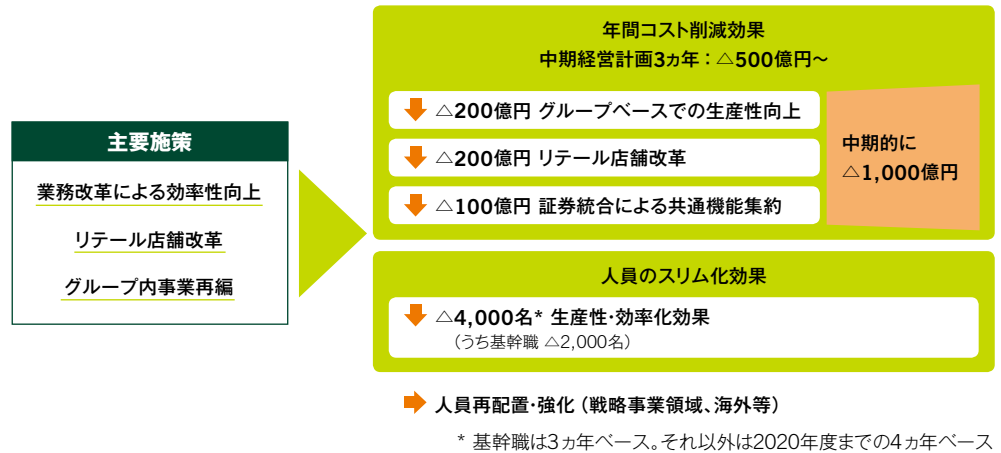 主要施策
業務改革による効率性向上
リテール店舗改革
グループ内事業再編
年間コスト削減効果
中期経営計画3ヵ年：△500億円～
△200億円 グループベースでの生産性向上
△200億円 リテール店舗改革
△100億円 証券統合による共通機能集約
中期的に
△1,000億円
人員のスリム化効果
△4,000名* 生産性・効率化効果
（うち基幹職 △2,000名）
人員再配置・強化（戦略事業領域、海外等）
* 基幹職は3ヵ年ベース。それ以外は2020年度までの4ヵ年ベース